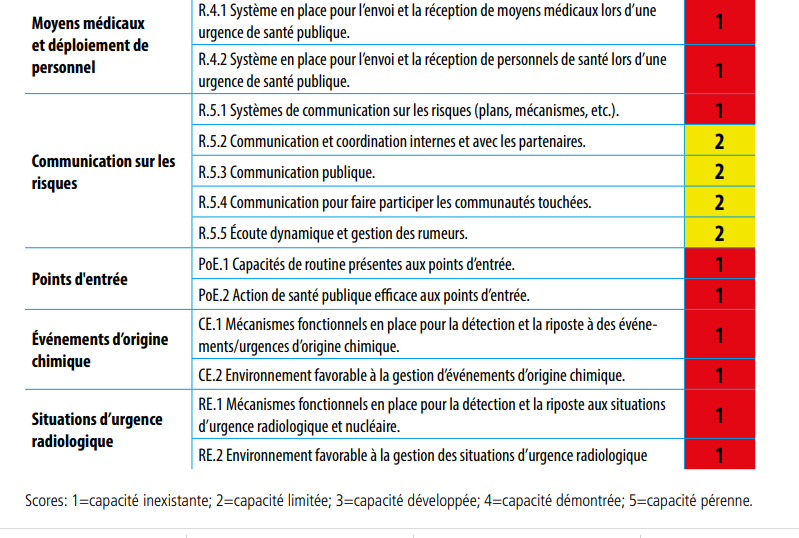 Moyens médicaux
et déploiement de
personnel
R.4.1 Système en place pour l'envoi et la réception de moyens médicaux lors d'une
urgence de santé publique.
1
R.4.2 Système en place pour l'envoi et la réception de personnels de santé lors d'une
urgence de santé publique.
1
Communication sur les
risques
R.5.1 Systèmes de communication sur les risques (plans, mécanismes, etc.).
1
R.5.2 Communication et coordination internes et avec les partenaires.
2
R.5.3 Communication publique.
2
R.5.4 Communication pour faire participer les communautés touchées.
2
R.5.5 Écoute dynamique et gestion des rumeurs.
2
Points d'entrée
PoE.1 Capacités de routine présentes aux points d'entrée.
1
PoE.2 Action de santé publique efficace aux points d'entrée.
1
Événements d'origine
chimique
CE.1 Mécanismes fonctionnels en place pour la détection et la riposte à des événe-
ments/urgences d'origine chimique.
1
CE.2 Environnement favorable à la gestion d'événements d'origine chimique.
1
Situations d'urgence
radiologique
RE.1 Mécanismes fonctionnels en place pour la détection et la riposte aux situations
d'urgence radiologique et nucléaire.
1
RE.2 Environnement favorable à la gestion des situations d'urgence radiologique
1
Scores: 1=capacité inexistante; 2=capacité limitée; 3=capacité développée; 4=capacité démontrée; 5=capacité pérenne.